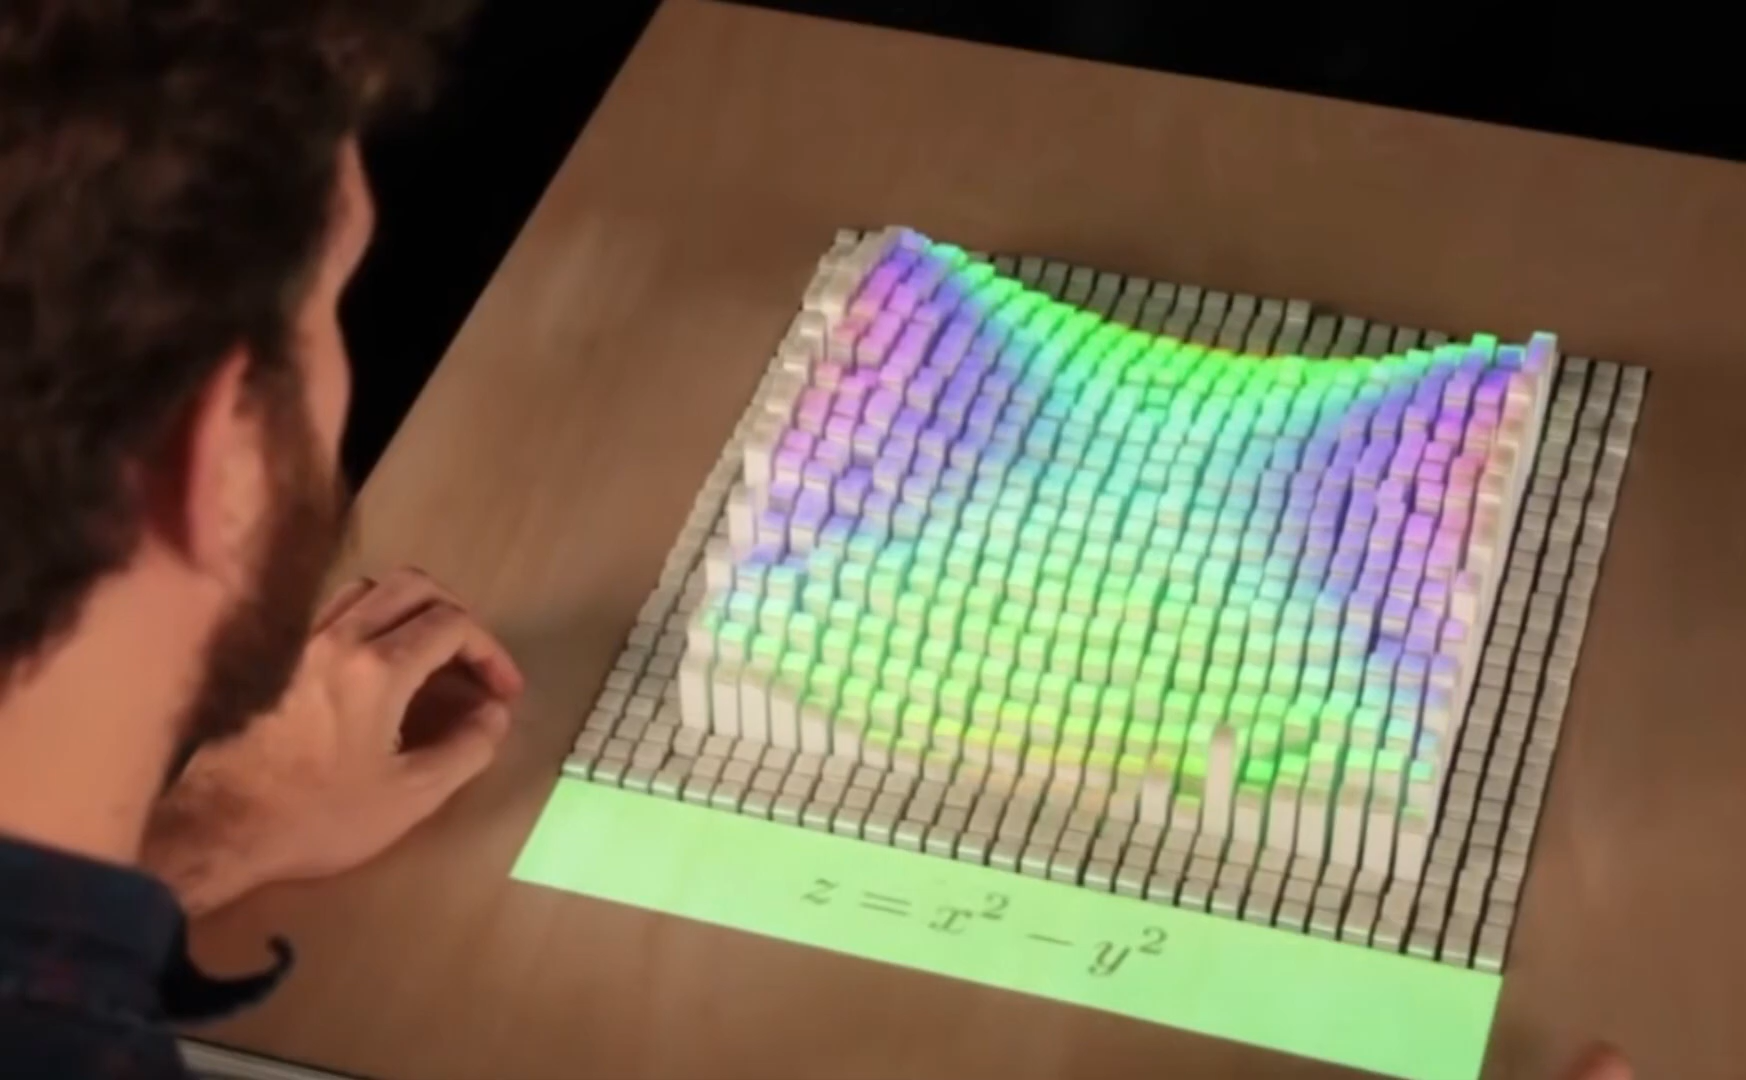 z = x² − y²